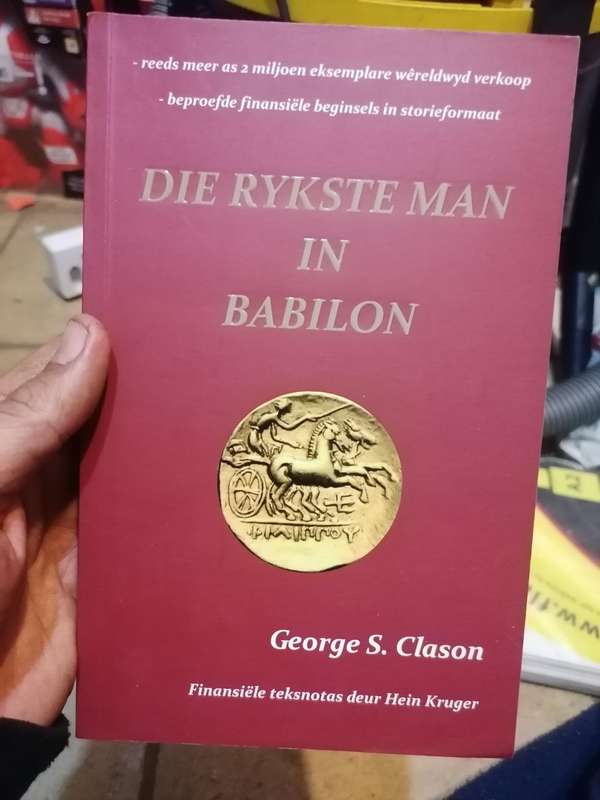 - reeds meer as 2 miljoen eksemplare wêreldwyd verkoop
- beproefde finansiële beginsels in storieformaat
DIE RYKSTE MAN
IN
BABILON
ΦΙΛΙΠΠΟΥ
George S. Clason
Finansiële teksnotas deur Hein Kruger